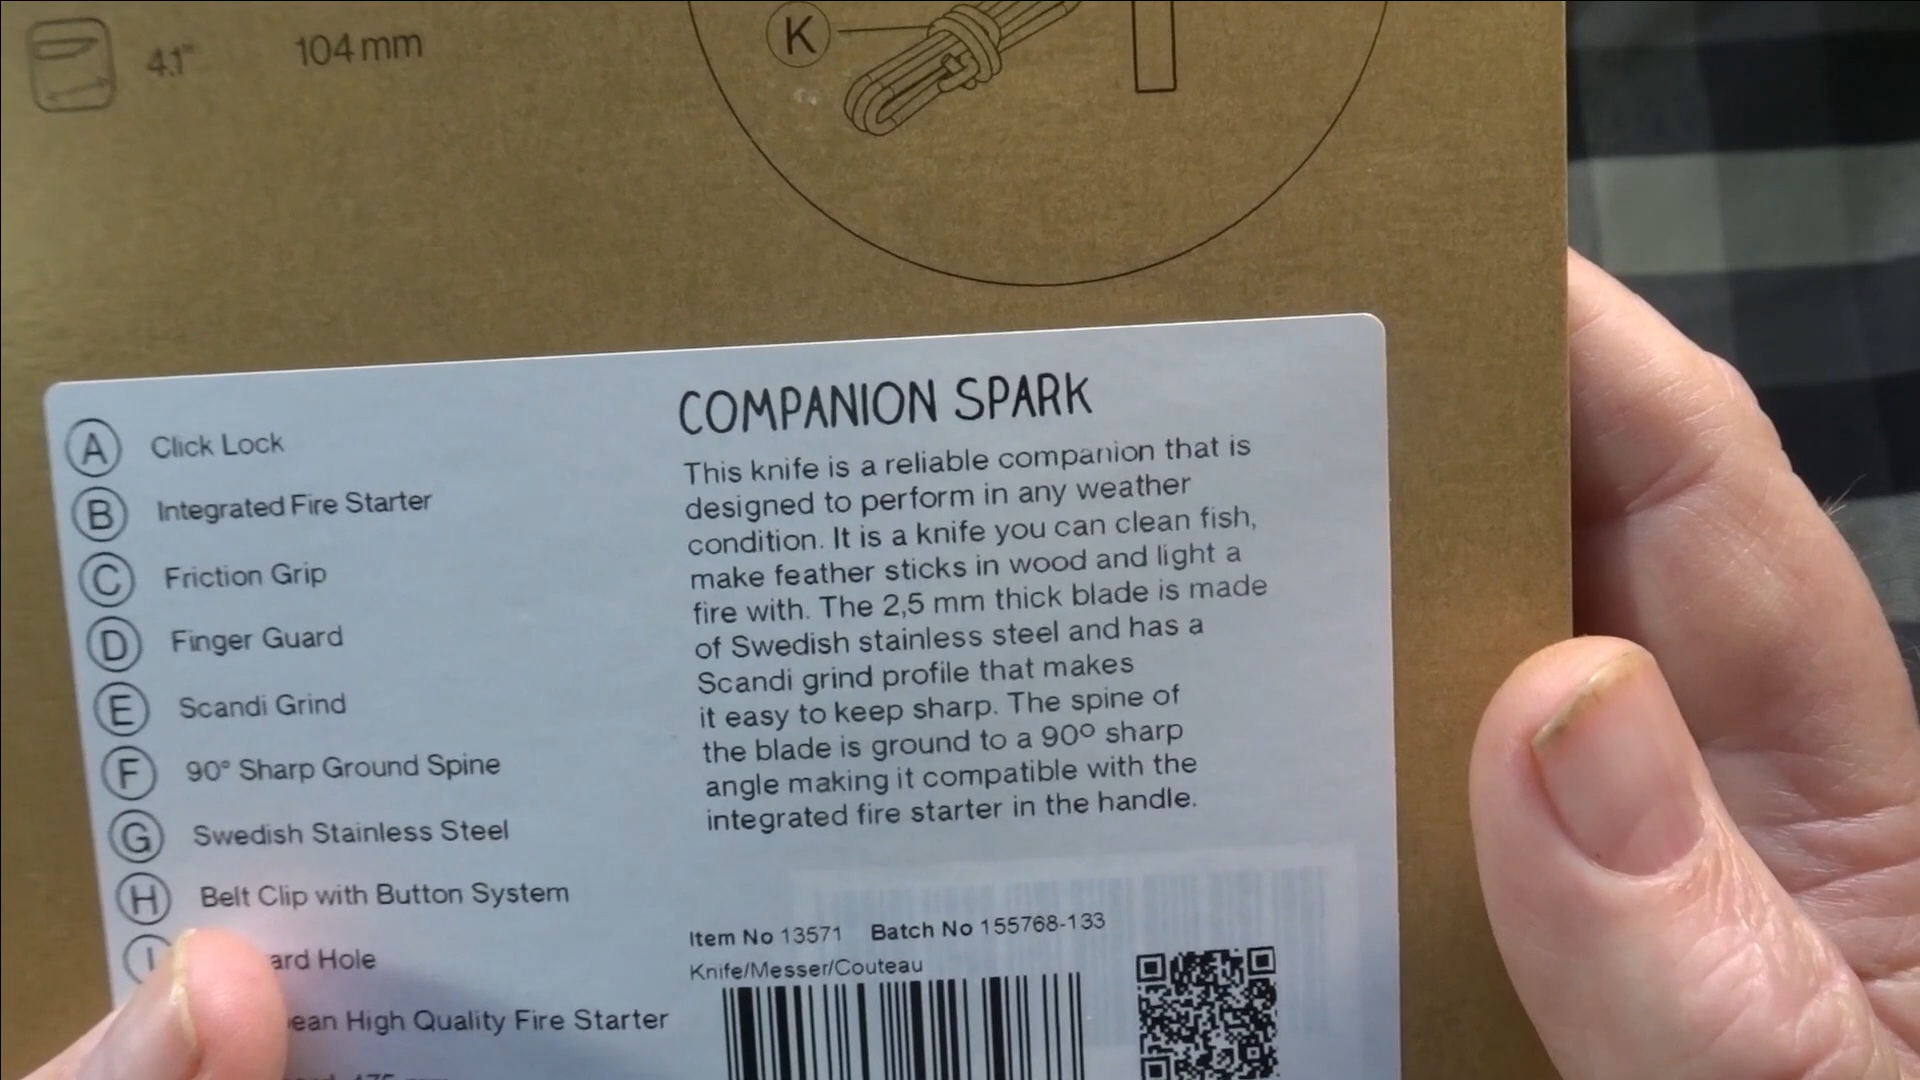 4.1" 104 mm
K
A Click Lock
B Integrated Fire Starter
C Friction Grip
D Finger Guard
E Scandi Grind
F 90° Sharp Ground Spine
G Swedish Stainless Steel
H Belt Clip with Button System
Hole
High Quality Fire Starter
COMPANION SPARK
This knife is a reliable companion that is
designed to perform in any weather
condition. It is a knife you can clean fish,
make feather sticks in wood and light a
fire with. The 2,5 mm thick blade is made
of Swedish stainless steel and has a
Scandi grind profile that makes
it easy to keep sharp. The spine of
the blade is ground to a 90º sharp
angle making it compatible with the
integrated fire starter in the handle.
Item No 13571 Batch No 155768-133
Knife/Messer/Couteau